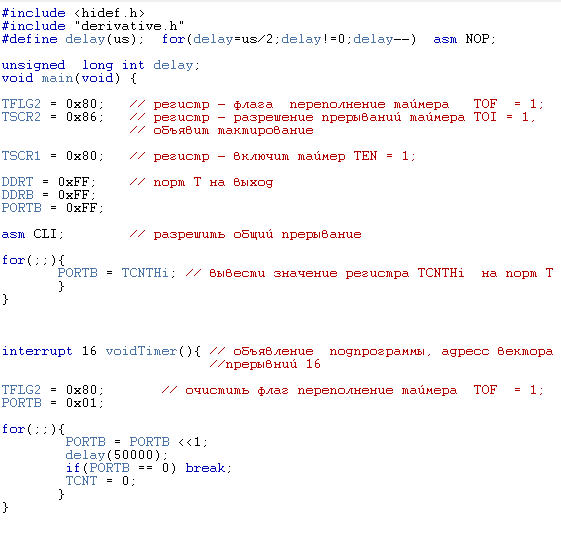 #include <hidef.h>
#include "derivative.h"
#define delay(us);  for(delay=us/2;delay!=0;delay--)  asm NOP;
unsigned  long int delay;
void main(void) {
TFLG2 = 0x80;    // регистр – флага  переполнение таймера   TOF  = 1;
TSCR2 = 0x86;   // регистр – разрешение прерываний таймера TOI = 1,
// объявит тактирование
TSCR1 = 0x80;   // регистр – включит таймер TEN = 1;
DDRT = 0xFF;    // порт T на выход
DDRB = 0xFF;
PORTB = 0xFF;
asm CLI;        // разрешить общий прерывание
for(;;){
PORTB = TCNTHi; // вывести значение регистра TCNTHi  на порт T
}
}
interrupt 16 voidTimer(){ // объявление  подпрограммы, адресс вектора
//прерывний 16
TFLG2 = 0x80;       // очистить флаг переполнение таймера  TOF  = 1;
PORTB = 0x01;
for(;;){
PORTB = PORTB <<1;
delay(50000);
if(PORTB == 0) break;
TCNT = 0;
}
}